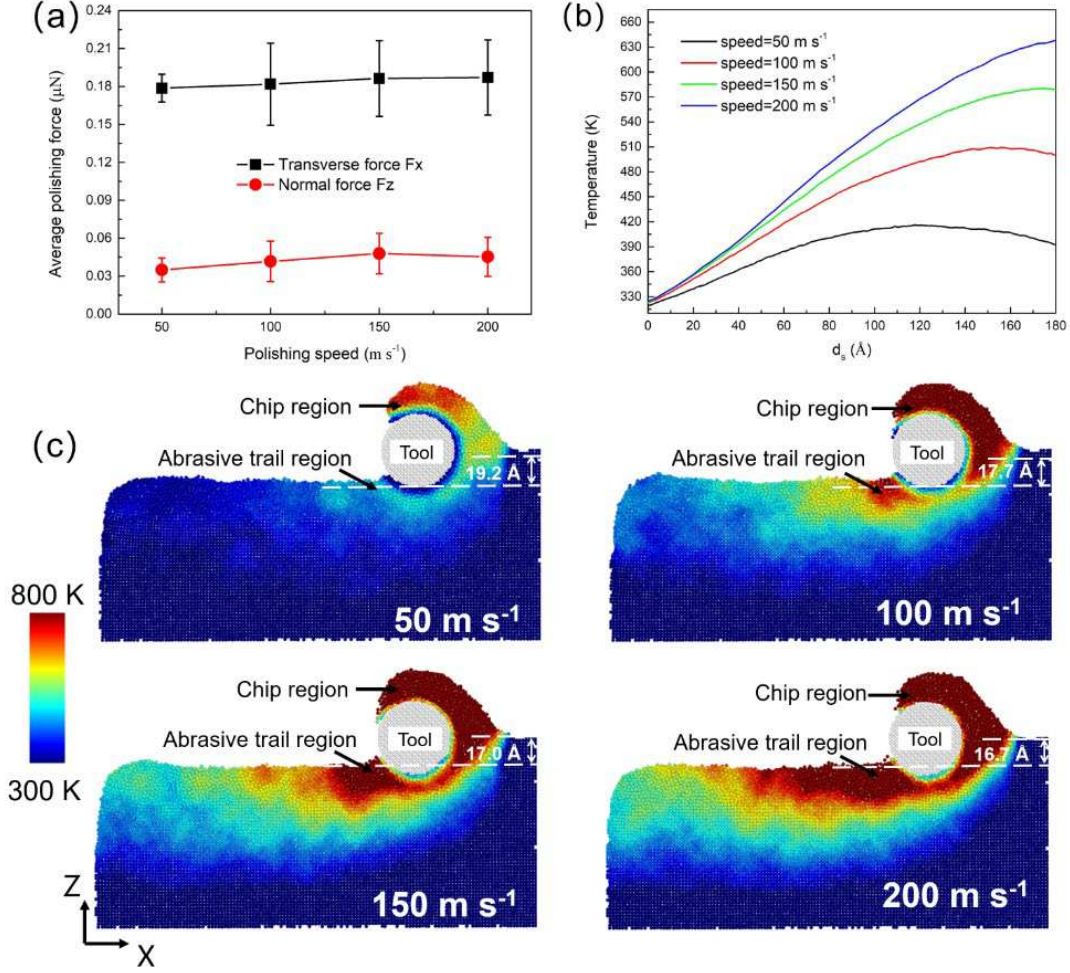 (a)
0.24
0.21
0.18
0.15
0.12
0.09
0.06
0.03
0.00
Average polishing force (μN)
Transverse force Fx
Normal force Fz
50 100 150 200
Polishing speed (m s⁻¹)
(b)
660
630
600
570
540
510
480
450
420
390
360
330
Temperature (K)
speed=50 m s⁻¹
speed=100 m s⁻¹
speed=150 m s⁻¹
speed=200 m s⁻¹
0 20 40 60 80 100 120 140 160 180
dₛ (Å)
(c)
Chip region
Tool
Abrasive trail region
19.2 Å
50 m s⁻¹
Chip region
Tool
Abrasive trail region
17.7 Å
100 m s⁻¹
800 K
300 K
Chip region
Tool
Abrasive trail region
17.0 Å
150 m s⁻¹
Chip region
Tool
Abrasive trail region
16.7 Å
200 m s⁻¹
Z
X